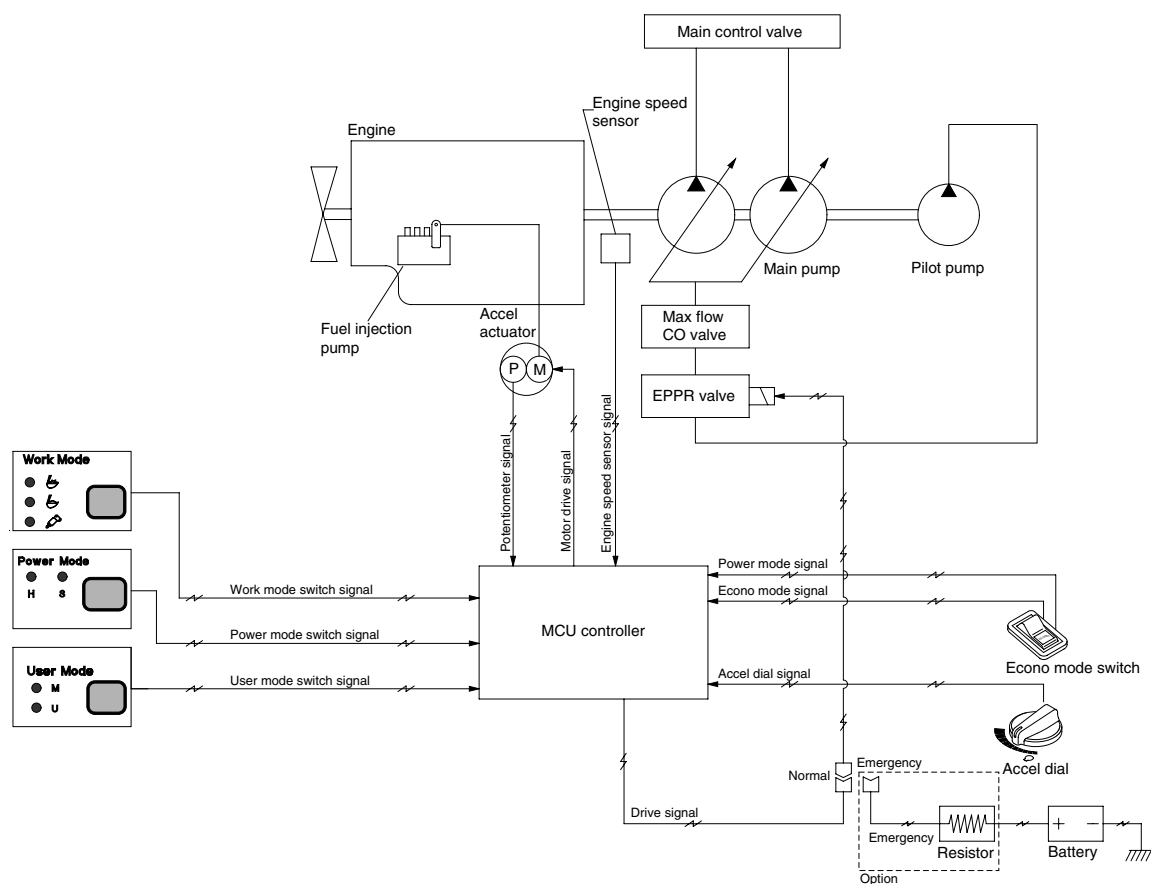 Main control valve
Engine speed
sensor
Engine
Main pump
Pilot pump
Fuel injection
pump
Accel
actuator
Max flow
CO valve
P
M
EPPR valve
Potentiometer signal
Motor drive signal
Engine speed sensor signal
Work Mode
Power Mode
H
S
User Mode
M
U
Work mode switch signal
Power mode switch signal
User mode switch signal
MCU controller
Power mode signal
Econo mode signal
Econo mode switch
Accel dial signal
Accel dial
Normal
Emergency
Drive signal
Emergency
Resistor
+
-
Battery
Option